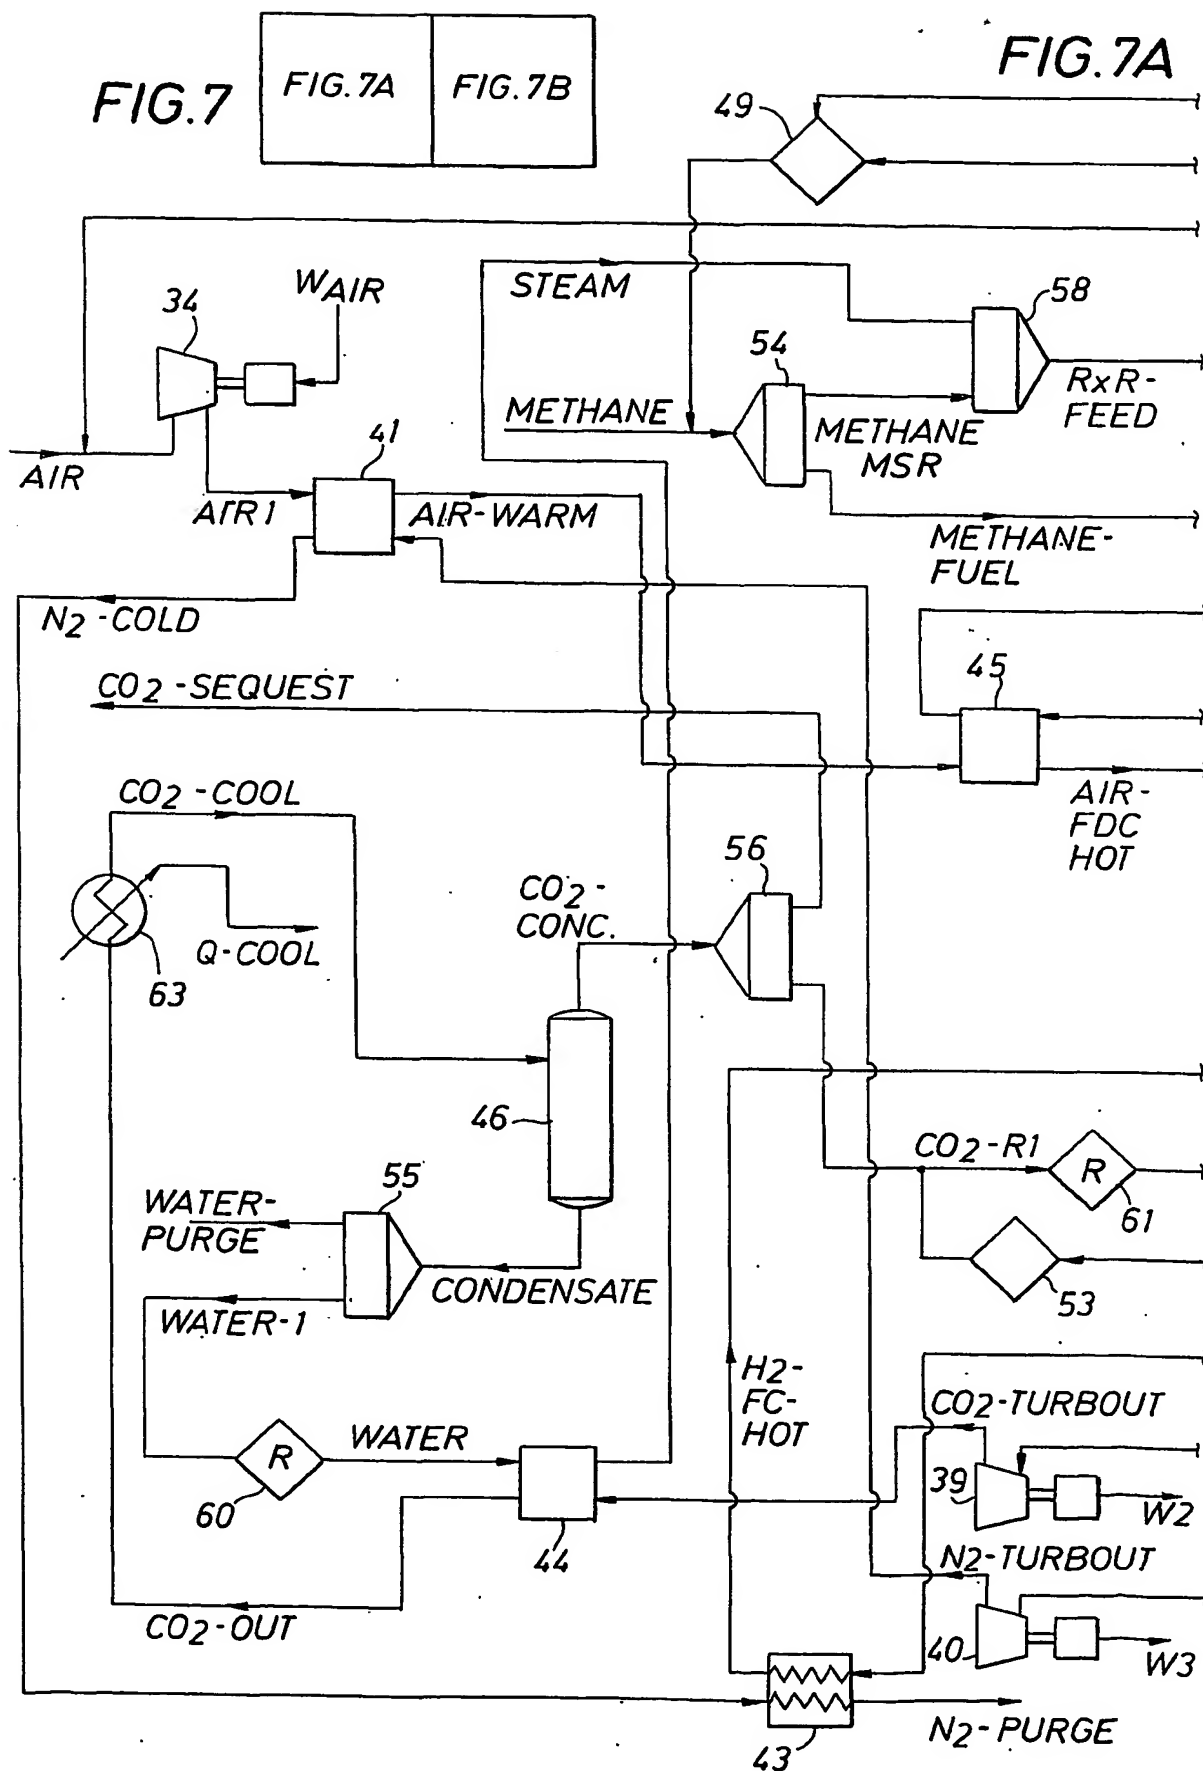 FIG.7
FIG.7A
FIG.7B
FIG.7A
49
WAIR
34
STEAM
58
54
RxR-
FEED
METHANE
METHANE
MSR
AIR
41
AIR1
AIR-WARM
METHANE-
FUEL
N2-COLD
CO2-SEQUEST
45
CO2-COOL
AIR-
FDC
HOT
56
CO2-
CONC.
Q-COOL
63
46
CO2-R1
R
61
55
WATER-
PURGE
53
CONDENSATE
WATER-1
H2-
FC-
HOT
CO2-TURBOUT
WATER
R
39
W2
60
44
N2-TURBOUT
CO2-OUT
40
W3
N2-PURGE
43